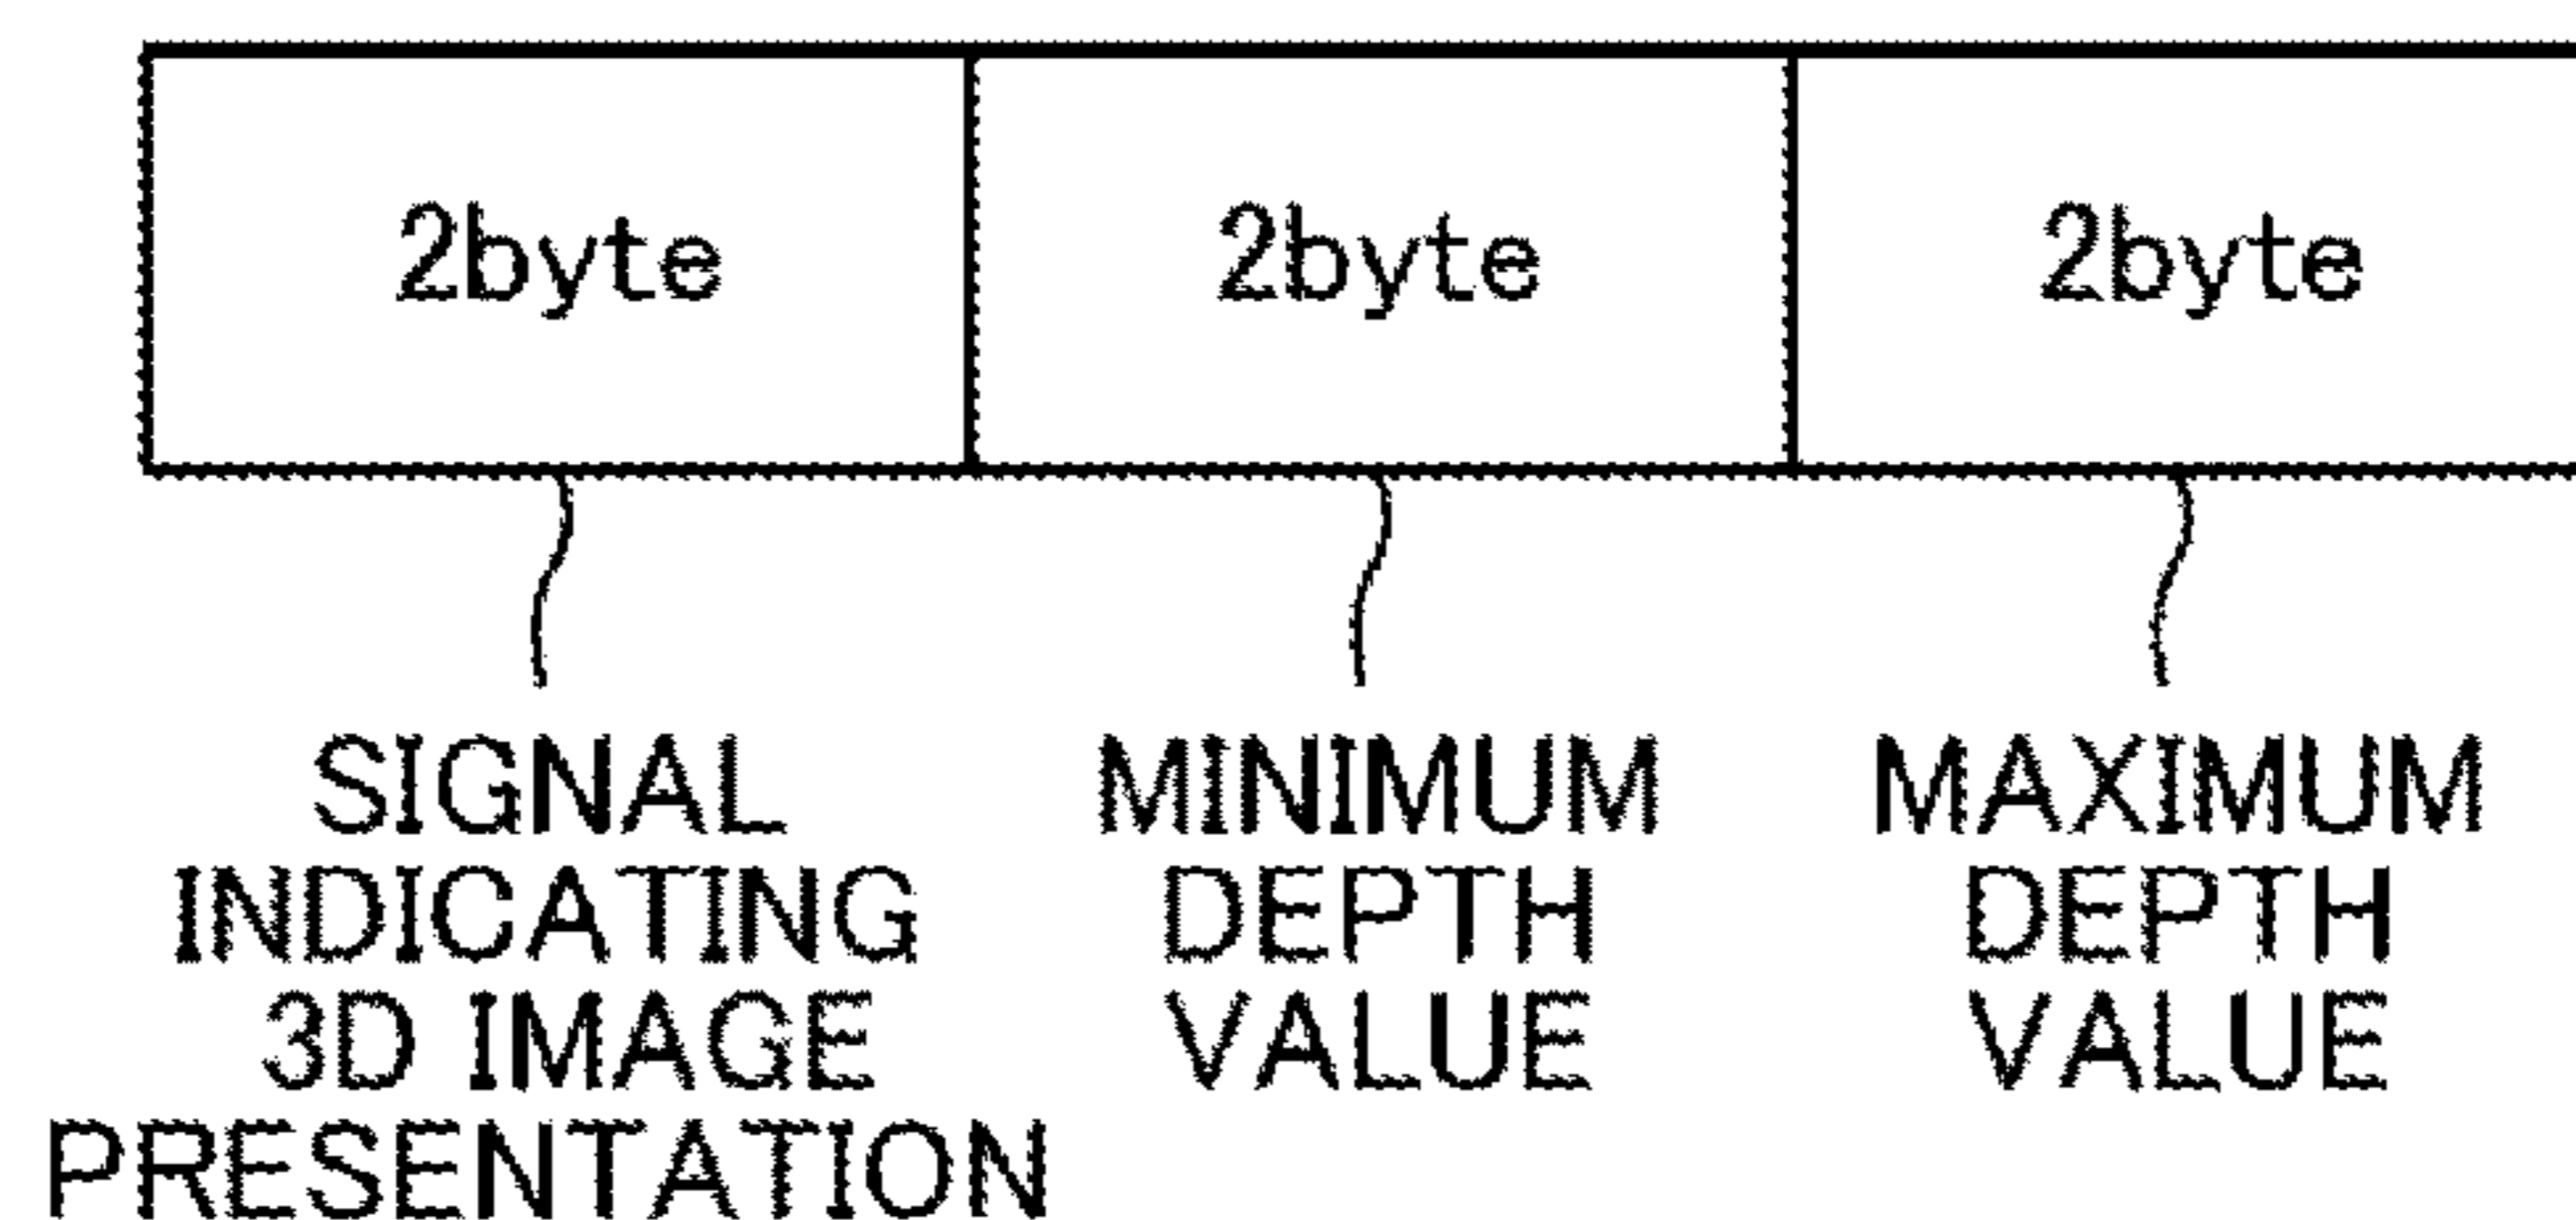 2byte 2byte 2byte
SIGNAL
INDICATING
3D IMAGE
PRESENTATION
MINIMUM
DEPTH
VALUE
MAXIMUM
DEPTH
VALUE